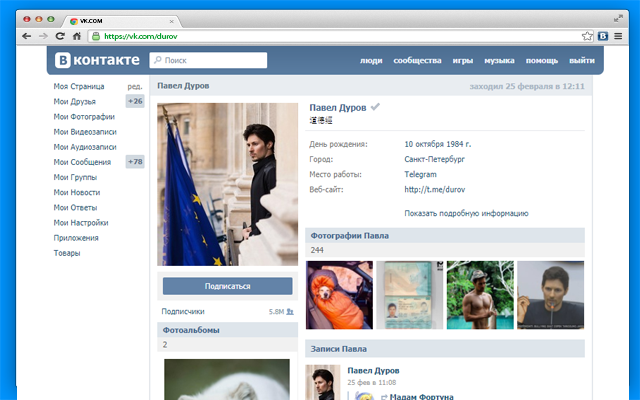 VK.COM
https://vk.com/durov
В контакте
Поиск
люди сообщества игры музыка помощь выйти
Моя Страница ред.
Мои Друзья +26
Мои Фотографии
Мои Видеозаписи
Мои Аудиозаписи
Мои Сообщения +78
Мои Группы
Мои Новости
Мои Ответы
Мои Настройки
Приложения
Товары
Павел Дуров заходил 25 февраля в 12:11
Подписаться
Подписчики 5.8M
Фотоальбомы
2
Павел Дуров
道德經
День рождения: 10 октября 1984 г.
Город: Санкт-Петербург
Место работы: Telegram
Веб-сайт: http://t.me/durov
Показать подробную информацию
Фотографии Павла
244
Записи Павла
Павел Дуров
25 фев в 11:08
Мадам Фортуна